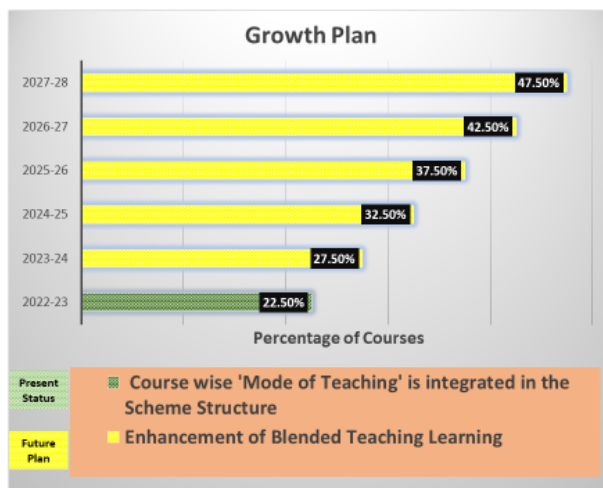 Growth Plan
2027-28
47.50%
2026-27
42.50%
2025-26
37.50%
2024-25
32.50%
2023-24
27.50%
2022-23
22.50%
Percentage of Courses
Present
Status
Course wise 'Mode of Teaching' is integrated in the
Scheme Structure
Future
Plan
Enhancement of Blended Teaching Learning